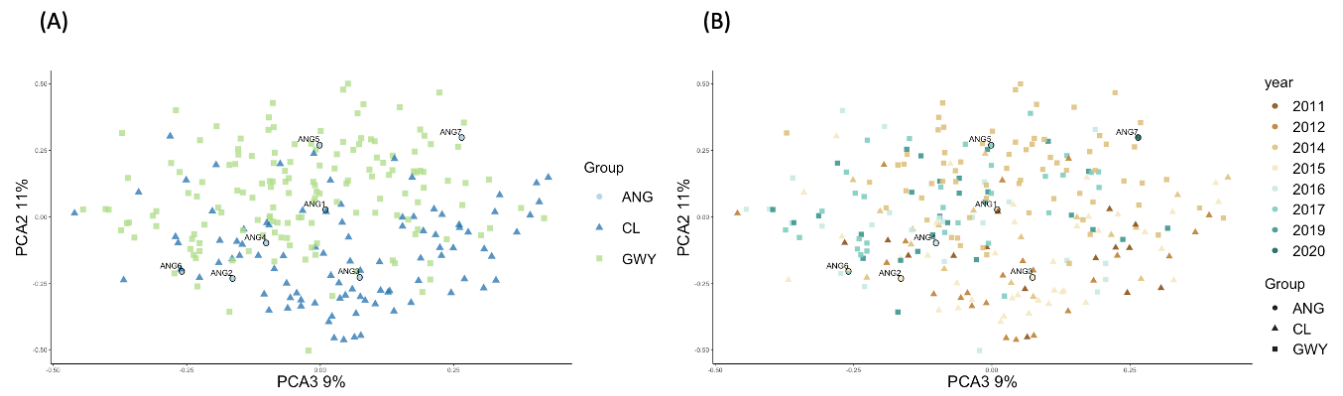 (A)
0.50
0.25
0.00
-0.25
-0.50
-0.50
-0.25
0.00
0.25
PCA2 11%
PCA3 9%
ANG7
ANG5
ANG1
ANG4
ANG6
ANG2
ANG3
Group
ANG
CL
GWY
(B)
0.50
0.25
0.00
-0.25
-0.50
-0.50
-0.25
0.00
0.25
PCA2 11%
PCA3 9%
ANG7
ANG5
ANG1
ANG4
ANG6
ANG2
ANG3
year
2011
2012
2014
2015
2016
2017
2019
2020
Group
ANG
CL
GWY